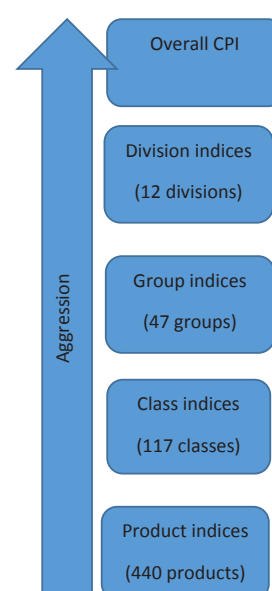 Overall CPI
Division indices
(12 divisions)
Group indices
(47 groups)
Aggression
Class indices
(117 classes)
Product indices
(440 products)